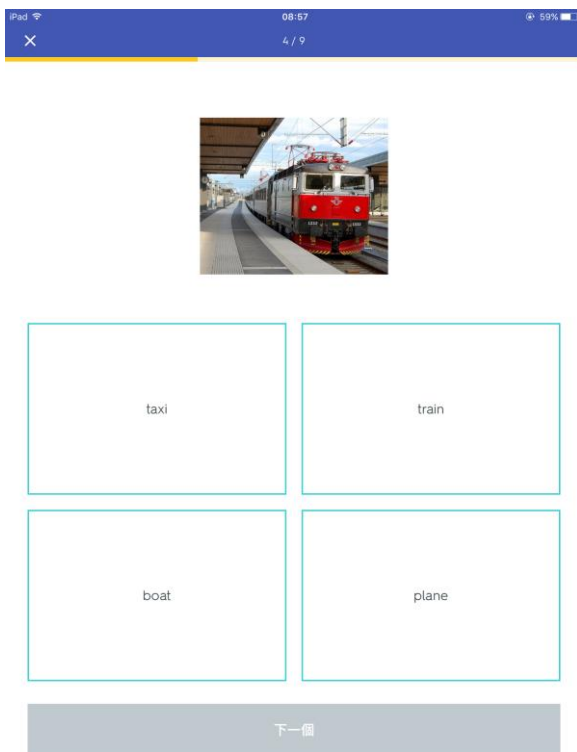 iPad 08:57 59%
4 / 9
taxi train
boat plane
下一個